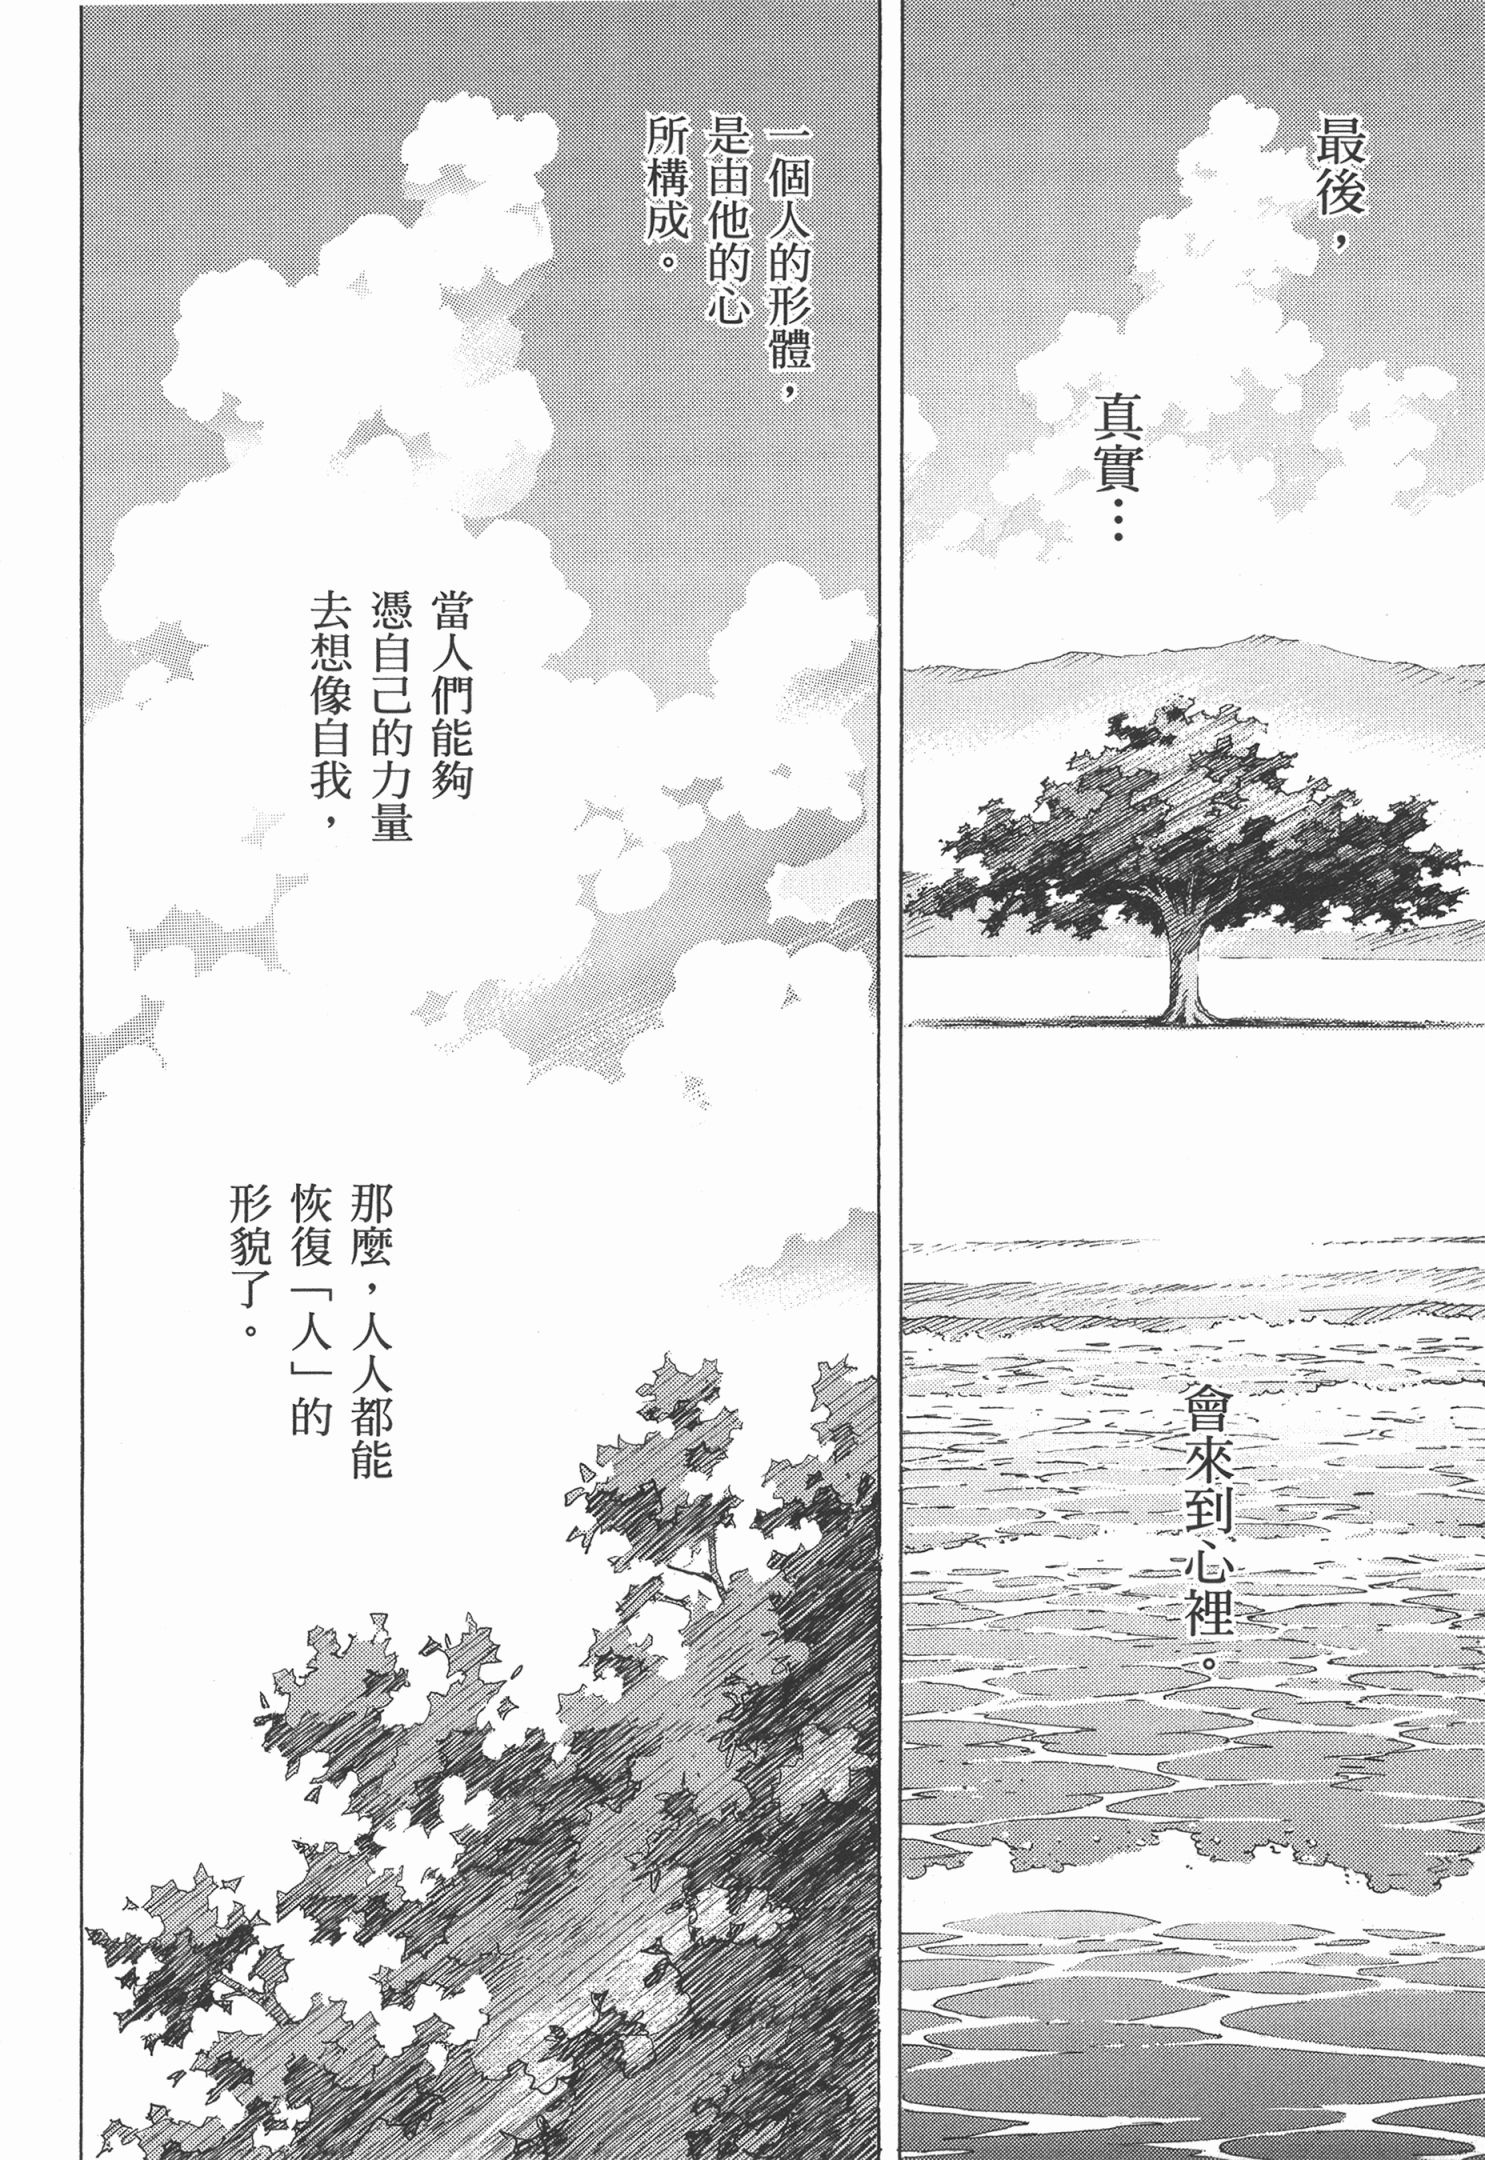 最後，
真實…
會來到心裡。
一個人的形體，
是由他的心
所構成。
當人們能夠
憑自己的力量
去想像自我，
那麼，人人都能
恢復「人」的
形貌了。